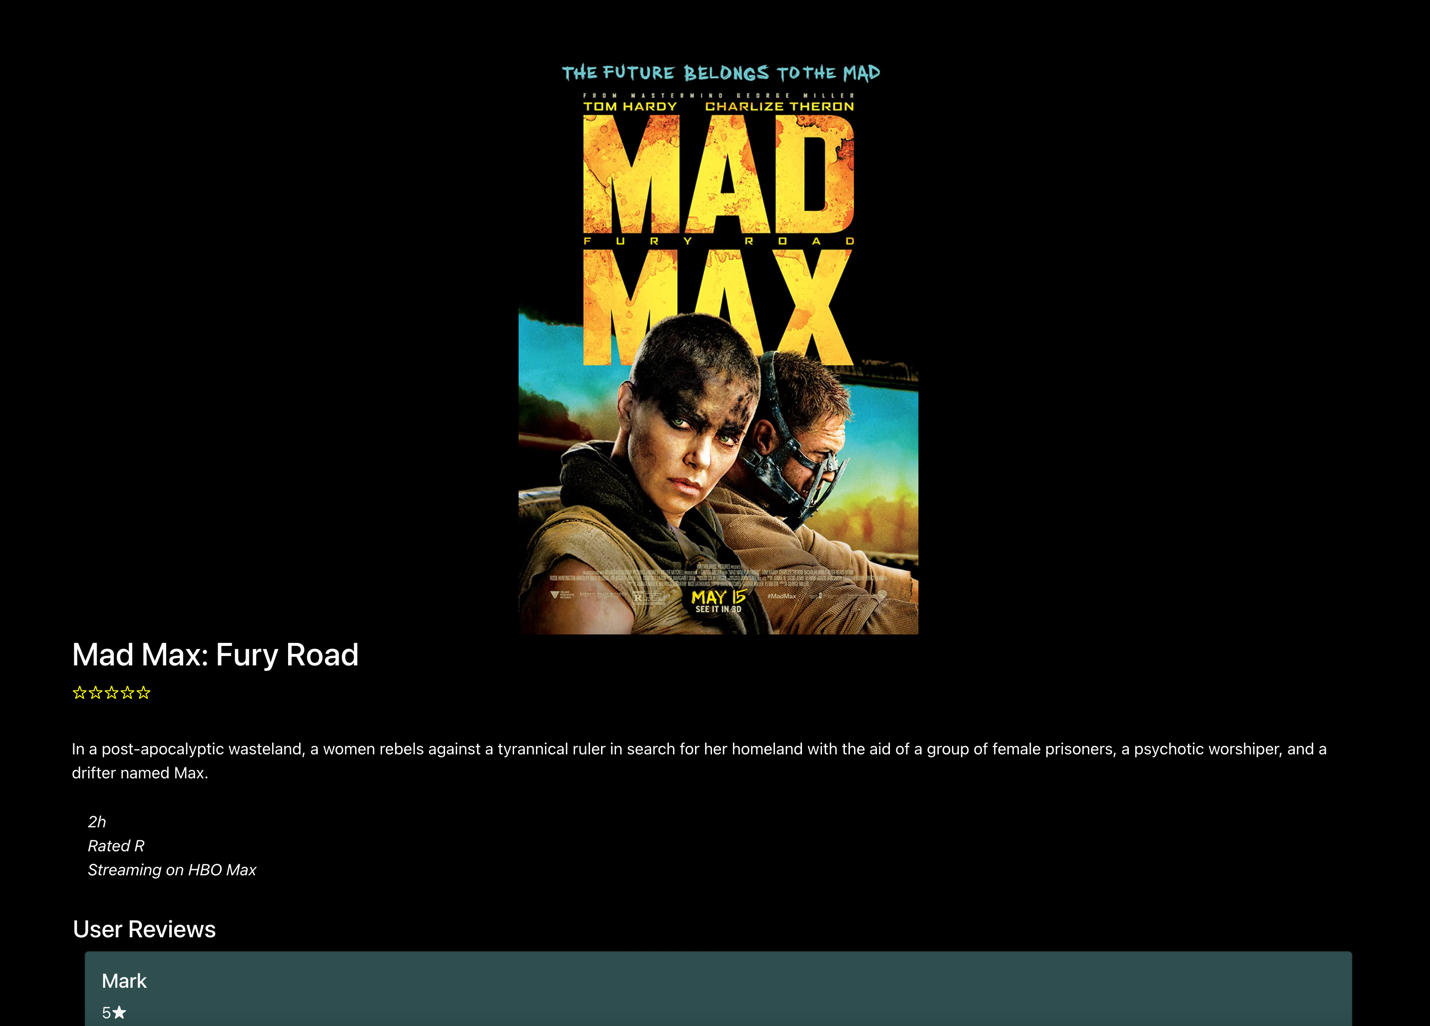 THE FUTURE BELONGS TO THE MAD
FROM MASTERMIND GEORGE MILLER
TOM HARDY CHARLIZE THERON
MAD
FURY ROAD
MAX
R
MAY 15
#MadMax
SEE IT IN 3D
Mad Max: Fury Road
In a post-apocalyptic wasteland, a women rebels against a tyrannical ruler in search for her homeland with the aid of a group of female prisoners, a psychotic worshiper, and a
drifter named Max.
2h
Rated R
Streaming on HBO Max
User Reviews
Mark
5★